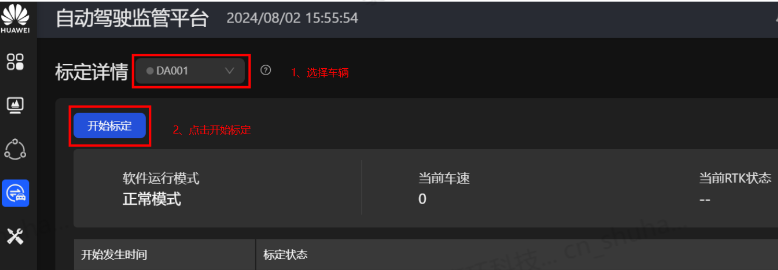 HUAWEI
自动驾驶监管平台 2024/08/02 15:55:54
标定详情 DA001 1、选择车辆
开始标定 2、点击开始标定
软件运行模式 当前车速 当前RTK状态
正常模式 0 --
开始发生时间 标定状态
cn_shuha